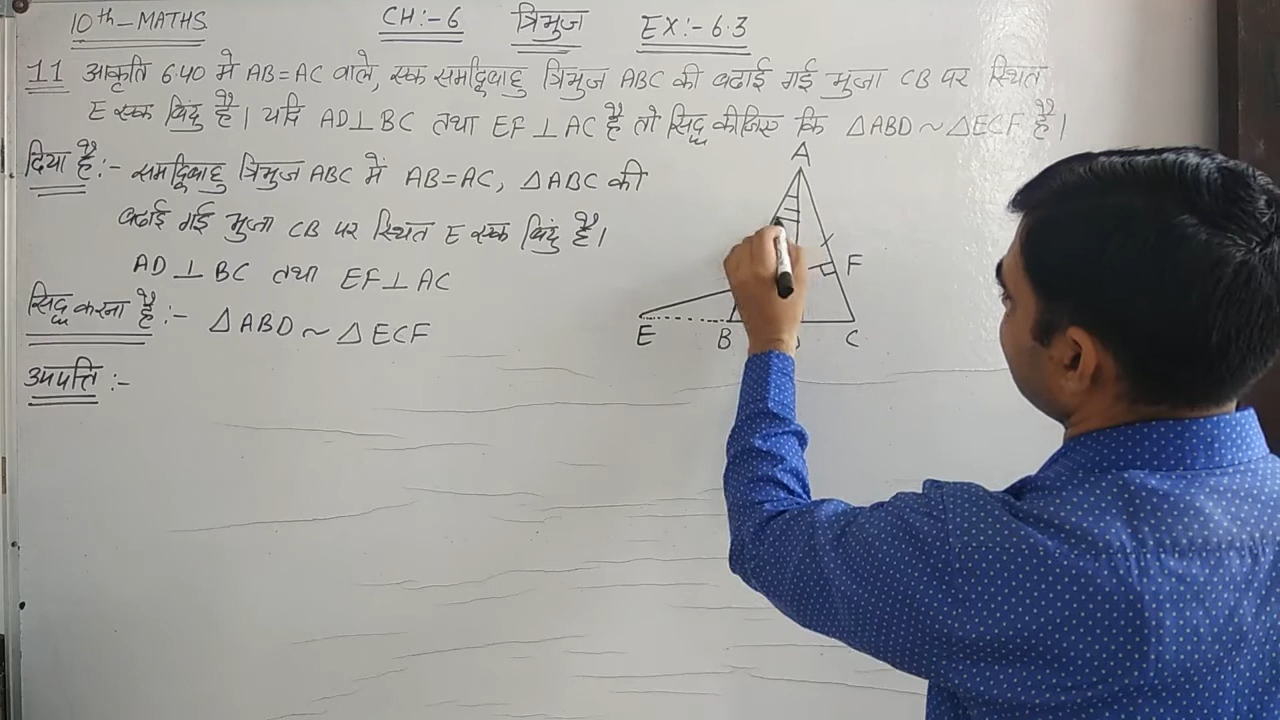 10th-MATHS. CH:-6 त्रिभुज EX:-6.3
11 आकृति 6.40 में AB=AC वाले, एक समद्विबाहु त्रिभुज ABC की बढाई गई भुजा CB पर स्थित
E एक बिंदु है। यदि AD⊥BC तथा EF⊥AC है तो सिद्ध कीजिए कि △ABD~△ECF है।
दिया है:- समद्विबाहु त्रिभुज ABC में AB=AC, △ABC की
बढाई गई भुजा CB पर स्थित E एक बिंदु है।
AD⊥BC तथा EF⊥AC
सिद्ध करना है:- △ABD~△ECF
उपपत्ति:-
A
F
E B C